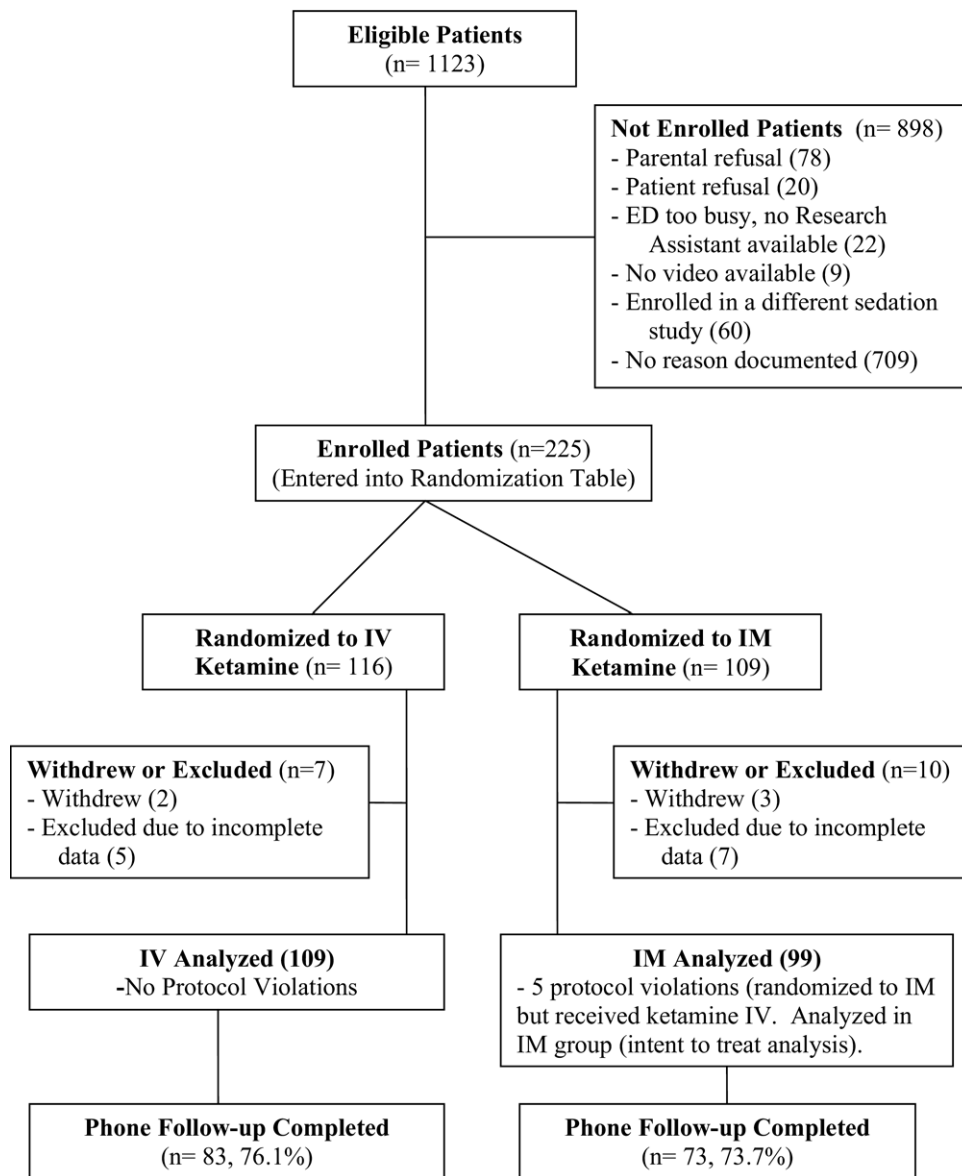 Eligible Patients
(n= 1123)
Not Enrolled Patients (n= 898)
- Parental refusal (78)
- Patient refusal (20)
- ED too busy, no Research
Assistant available (22)
- No video available (9)
- Enrolled in a different sedation
study (60)
- No reason documented (709)
Enrolled Patients (n=225)
(Entered into Randomization Table)
Randomized to IV
Ketamine (n= 116)
Randomized to IM
Ketamine (n= 109)
Withdrew or Excluded (n=7)
- Withdrew (2)
- Excluded due to incomplete
data (5)
Withdrew or Excluded (n=10)
- Withdrew (3)
- Excluded due to incomplete
data (7)
IV Analyzed (109)
-No Protocol Violations
IM Analyzed (99)
- 5 protocol violations (randomized to IM
but received ketamine IV. Analyzed in
IM group (intent to treat analysis).
Phone Follow-up Completed
(n= 83, 76.1%)
Phone Follow-up Completed
(n= 73, 73.7%)